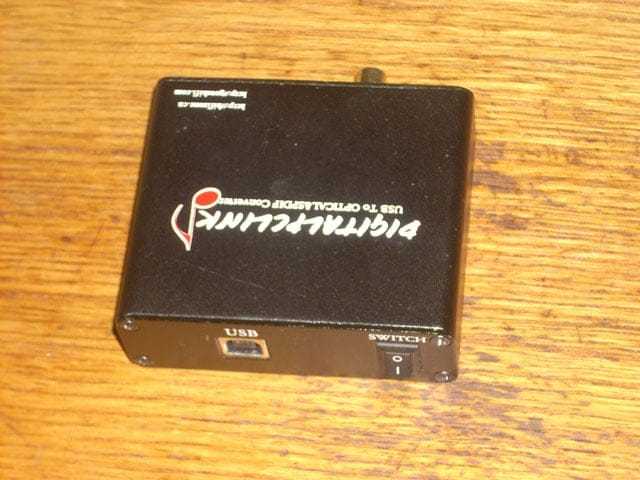 DIGITALPCLINK
USB To OPTICAL&SPDIF Converter
USB
SWITCH
O
I